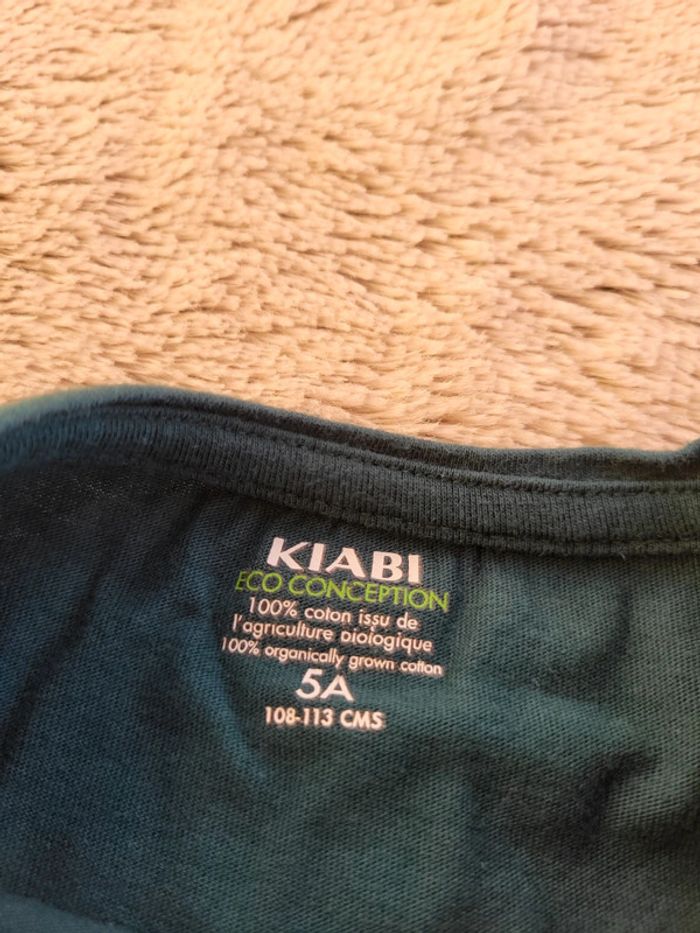 KIABI
ECO CONCEPTION
100% coton issu de
l'agriculture biologique
100% organically grown cotton
5A
108-113 CMS